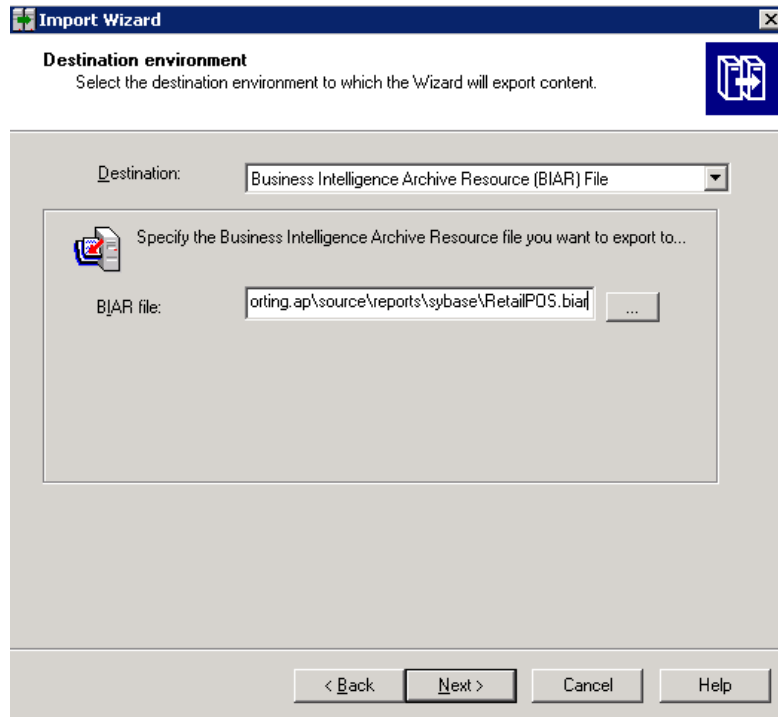 Import Wizard
Destination environment
Select the destination environment to which the Wizard will export content.
Destination:
Business Intelligence Archive Resource (BIAR) File
Specify the Business Intelligence Archive Resource file you want to export to...
BIAR file:
orting.ap\source\reports\sybase\RetailPOS.biar
...
< Back
Next >
Cancel
Help